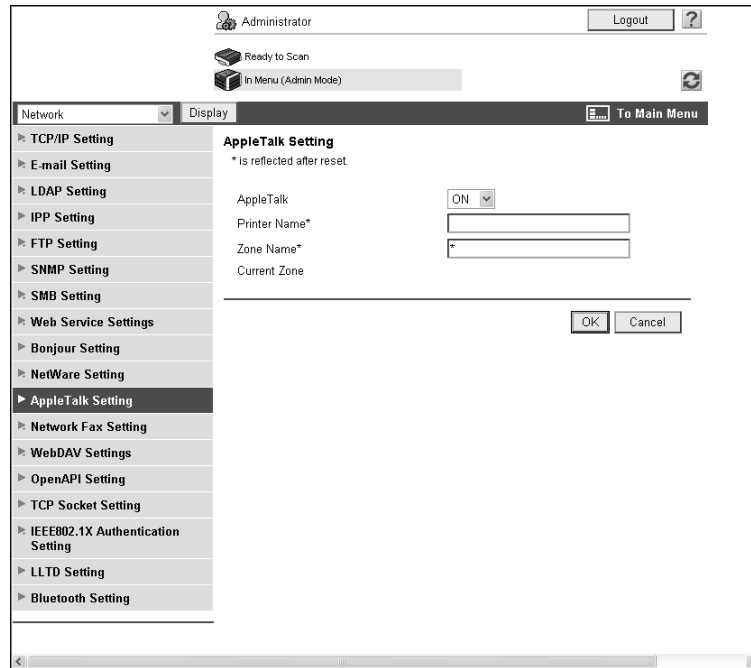 Administrator
Logout
?
Ready to Scan
In Menu (Admin Mode)
Network
Display
To Main Menu
TCP/IP Setting
E-mail Setting
LDAP Setting
IPP Setting
FTP Setting
SNMP Setting
SMB Setting
Web Service Settings
Bonjour Setting
NetWare Setting
AppleTalk Setting
Network Fax Setting
WebDAV Settings
OpenAPI Setting
TCP Socket Setting
IEEE802.1X Authentication
Setting
LLTD Setting
Bluetooth Setting
AppleTalk Setting
* is reflected after reset.
AppleTalk
ON
Printer Name*
Zone Name*
*
Current Zone
OK
Cancel